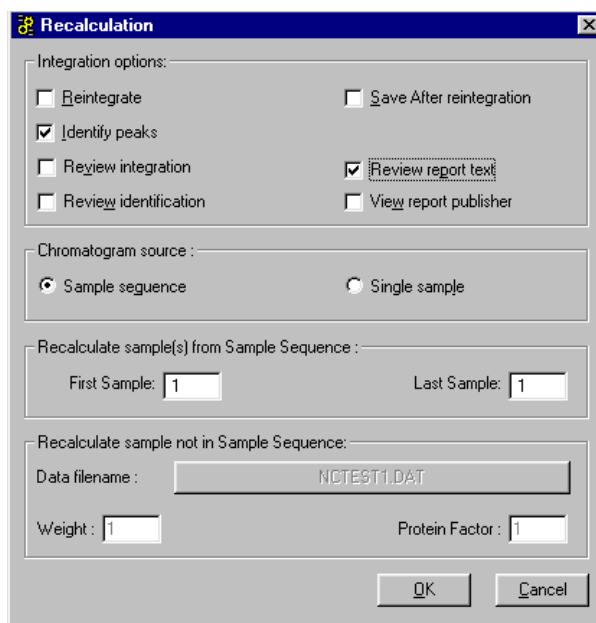 Recalculation
Integration options:
Reintegrate
Save After reintegration
Identify peaks
Review integration
Review report text
Review identification
View report publisher
Chromatogram source :
Sample sequence
Single sample
Recalculate sample(s) from Sample Sequence :
First Sample: 1
Last Sample: 1
Recalculate sample not in Sample Sequence:
Data filename : NCTEST1.DAT
Weight : 1
Protein Factor : 1
OK
Cancel